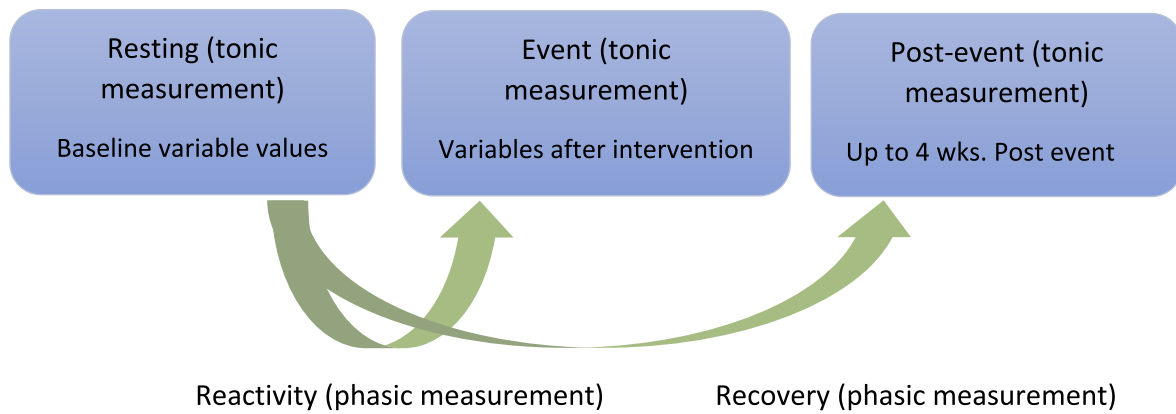 Resting (tonic
measurement)
Baseline variable values
Event (tonic
measurement)
Variables after intervention
Post-event (tonic
measurement)
Up to 4 wks. Post event
Reactivity (phasic measurement)
Recovery (phasic measurement)